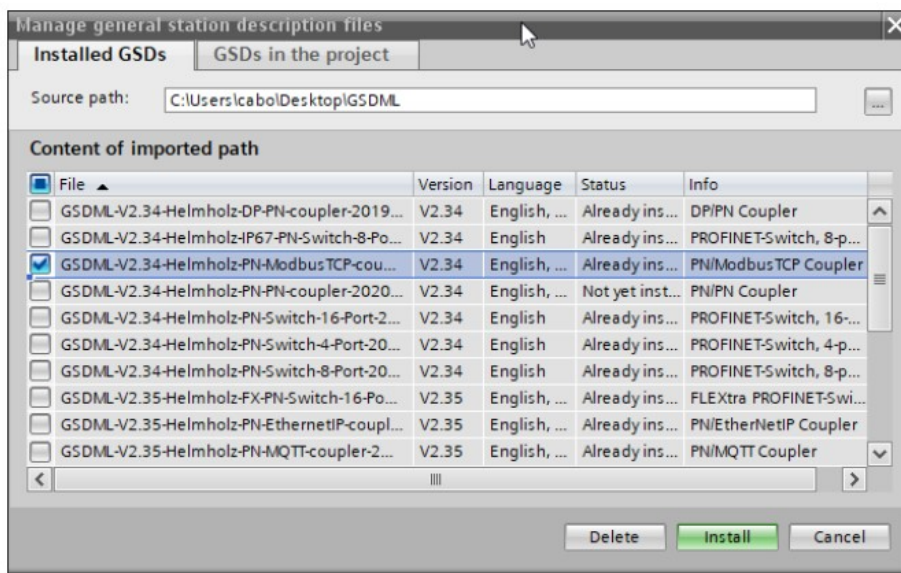 Manage general station description files
Installed GSDs GSDs in the project
Source path: C:\Users\cabo\Desktop\GSDML ...
Content of imported path
File Version Language Status Info
GSDML-V2.34-Helmholz-DP-PN-coupler-2019... V2.34 English, ... Already ins... DP/PN Coupler
GSDML-V2.34-Helmholz-IP67-PN-Switch-8-Po... V2.34 English, ... Already ins... PROFINET-Switch, 8-p...
GSDML-V2.34-Helmholz-PN-ModbusTCP-cou... V2.34 English, ... Already ins... PN/ModbusTCP Coupler
GSDML-V2.34-Helmholz-PN-PN-coupler-2020... V2.34 English, ... Not yet inst... PN/PN Coupler
GSDML-V2.34-Helmholz-PN-Switch-16-Port-2... V2.34 English Already ins... PROFINET-Switch, 16-...
GSDML-V2.34-Helmholz-PN-Switch-4-Port-20... V2.34 English Already ins... PROFINET-Switch, 4-p...
GSDML-V2.34-Helmholz-PN-Switch-8-Port-20... V2.34 English Already ins... PROFINET-Switch, 8-p...
GSDML-V2.35-Helmholz-FX-PN-Switch-16-Po... V2.35 English, ... Already ins... FLEXtra PROFINET-Swi...
GSDML-V2.35-Helmholz-PN-EthernetIP-coupl... V2.35 English, ... Already ins... PN/EtherNetIP Coupler
GSDML-V2.35-Helmholz-PN-MQTT-coupler-2... V2.35 English, ... Already ins... PN/MQTT Coupler
Delete Install Cancel